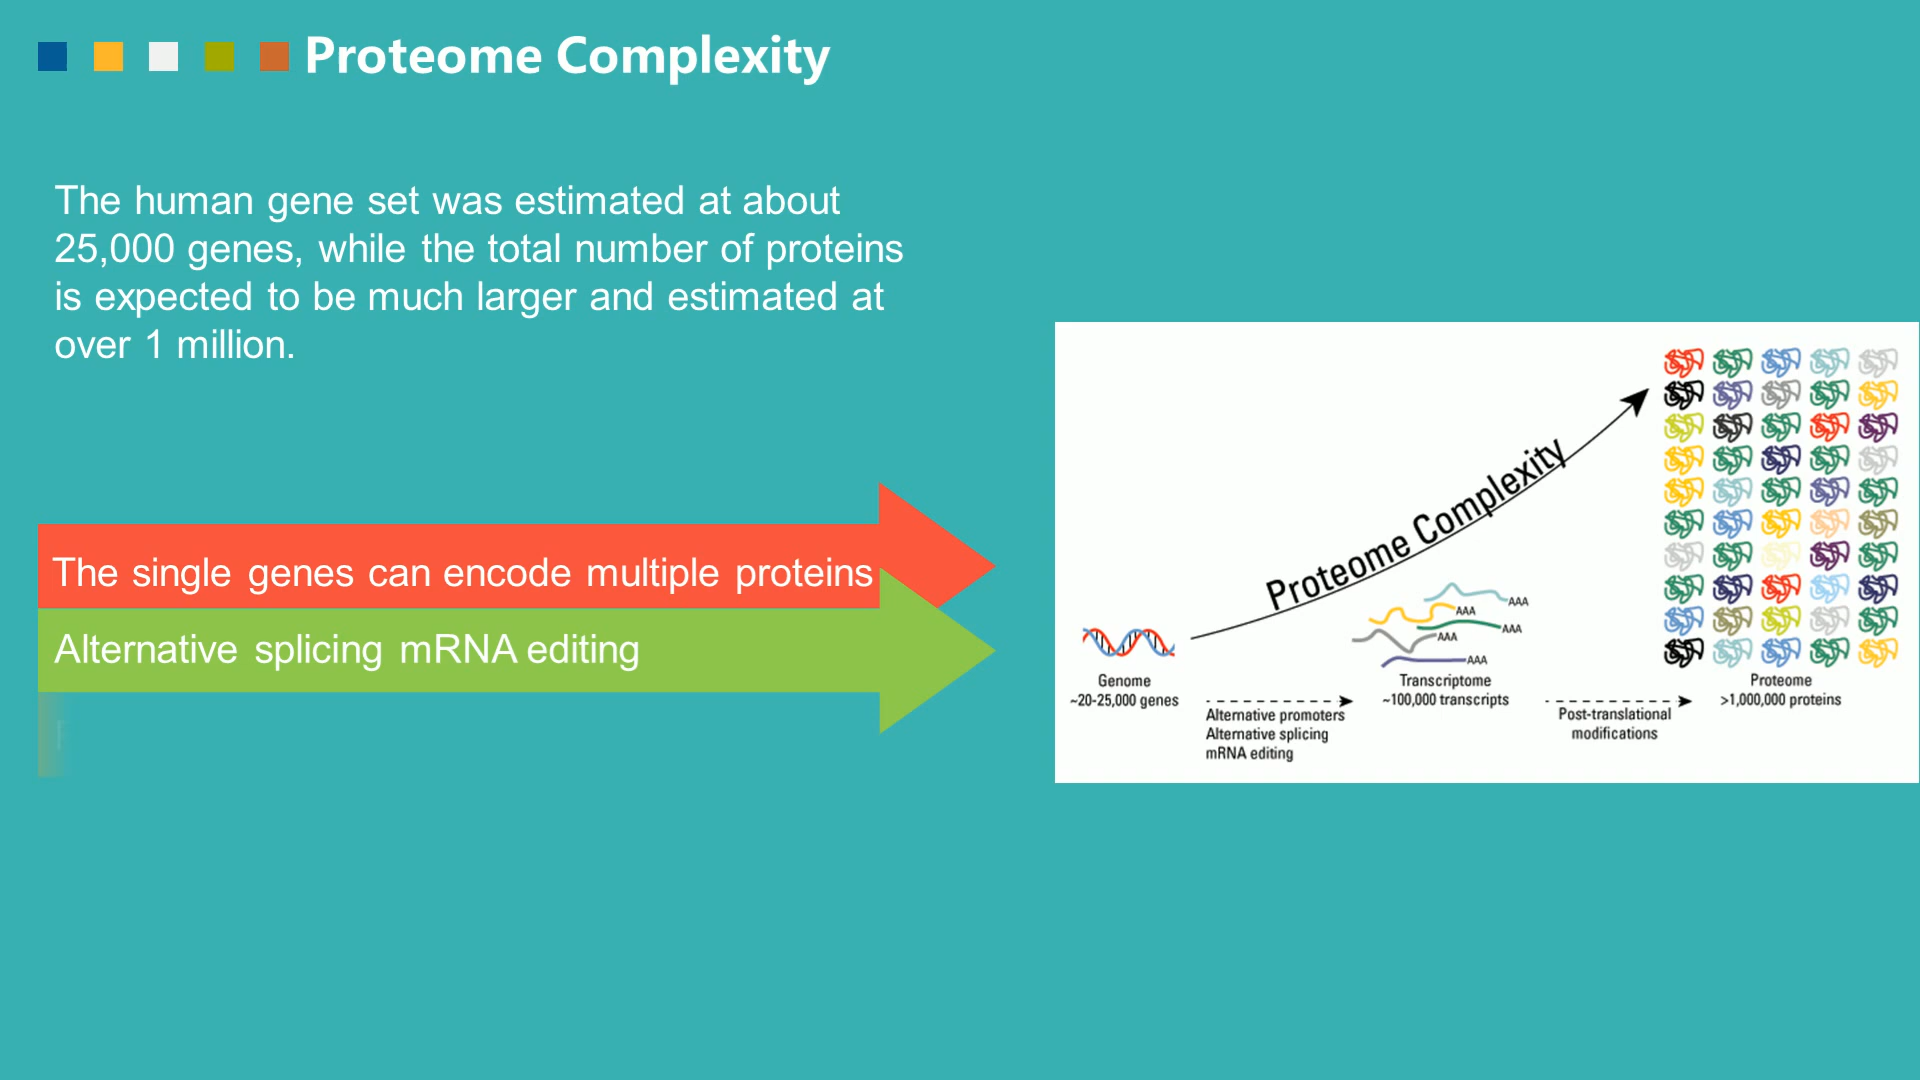 Proteome Complexity
The human gene set was estimated at about
25,000 genes, while the total number of proteins
is expected to be much larger and estimated at
over 1 million.
The single genes can encode multiple proteins
Alternative splicing mRNA editing
Proteome Complexity
AAA
AAA
AAA
AAA
AAA
Genome
~20-25,000 genes
Alternative promoters
Alternative splicing
mRNA editing
Transcriptome
~100,000 transcripts
Post-translational
modifications
Proteome
>1,000,000 proteins